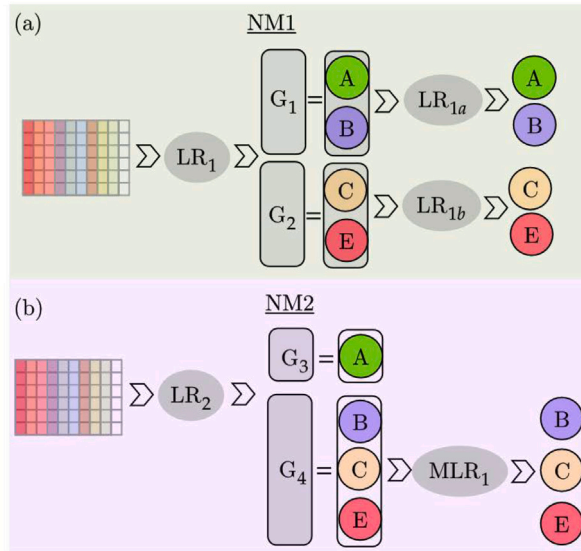 (a)
NM1
LR1
G1 = A B
LR1a
A
B
G2 = C E
LR1b
C
E
(b)
NM2
LR2
G3 = A
G4 = B C E
MLR1
B
C
E